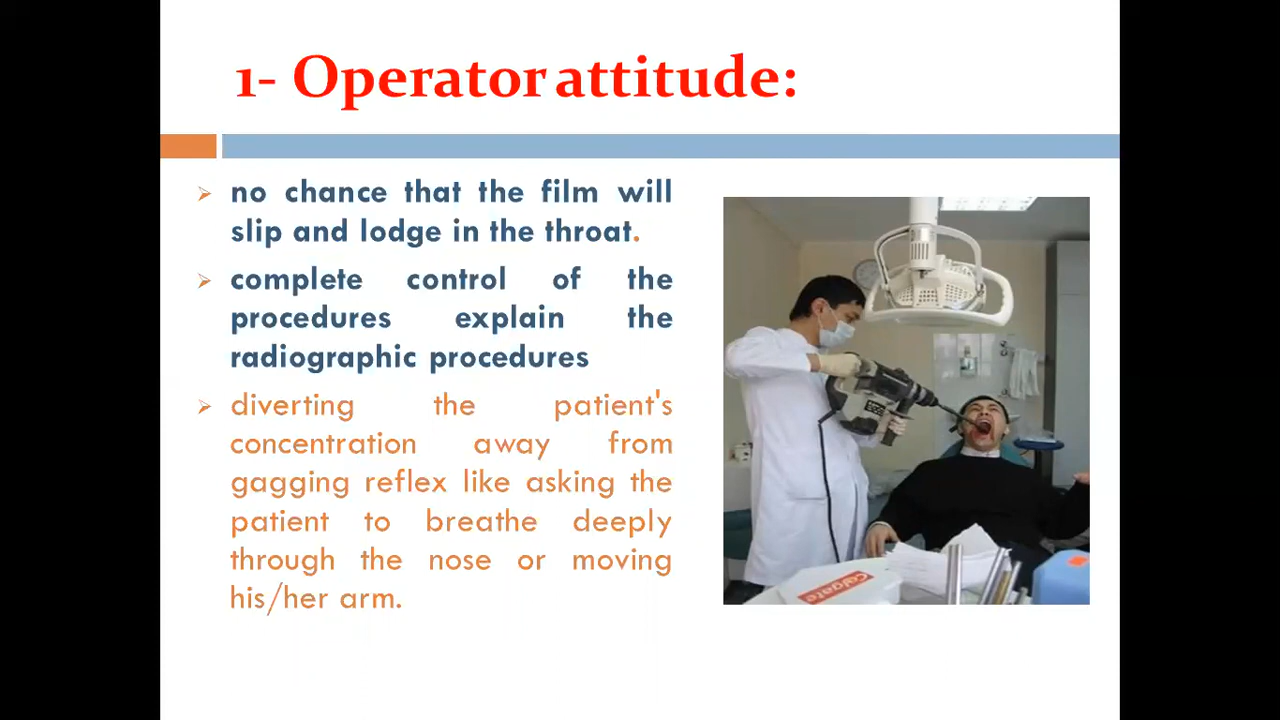 1- Operator attitude:
no chance that the film will
slip and lodge in the throat.
complete control of the
procedures explain the
radiographic procedures
diverting the patient's
concentration away from
gagging reflex like asking the
patient to breathe deeply
through the nose or moving
his/her arm.
Colgate